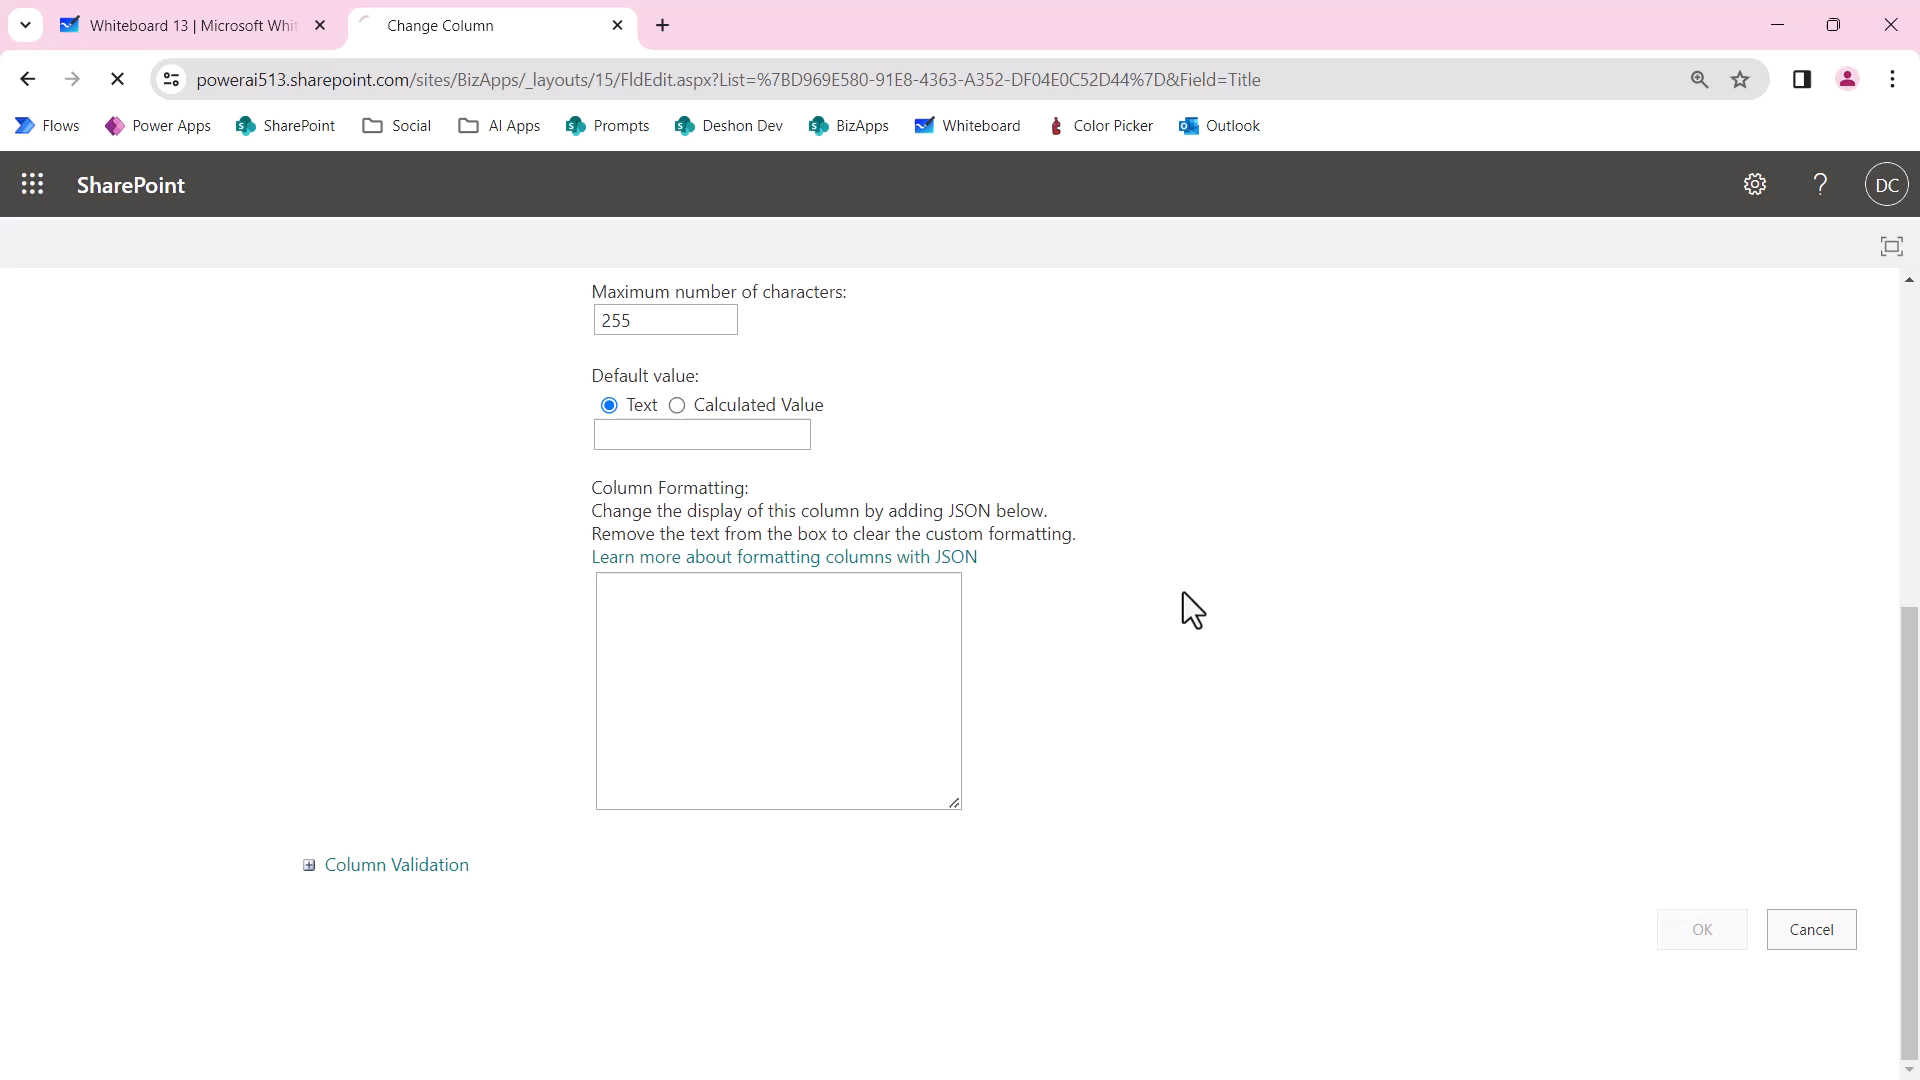 Whiteboard 13 | Microsoft Whit
Change Column
powerai513.sharepoint.com/sites/BizApps/_layouts/15/FldEdit.aspx?List=%7BD969E580-91E8-4363-A352-DF04E0C52D44%7D&Field=Title
Flows Power Apps SharePoint Social AI Apps Prompts Deshon Dev BizApps Whiteboard Color Picker Outlook
SharePoint
DC
Maximum number of characters:
255
Default value:
Text Calculated Value
Column Formatting:
Change the display of this column by adding JSON below.
Remove the text from the box to clear the custom formatting.
Learn more about formatting columns with JSON
Column Validation
OK Cancel